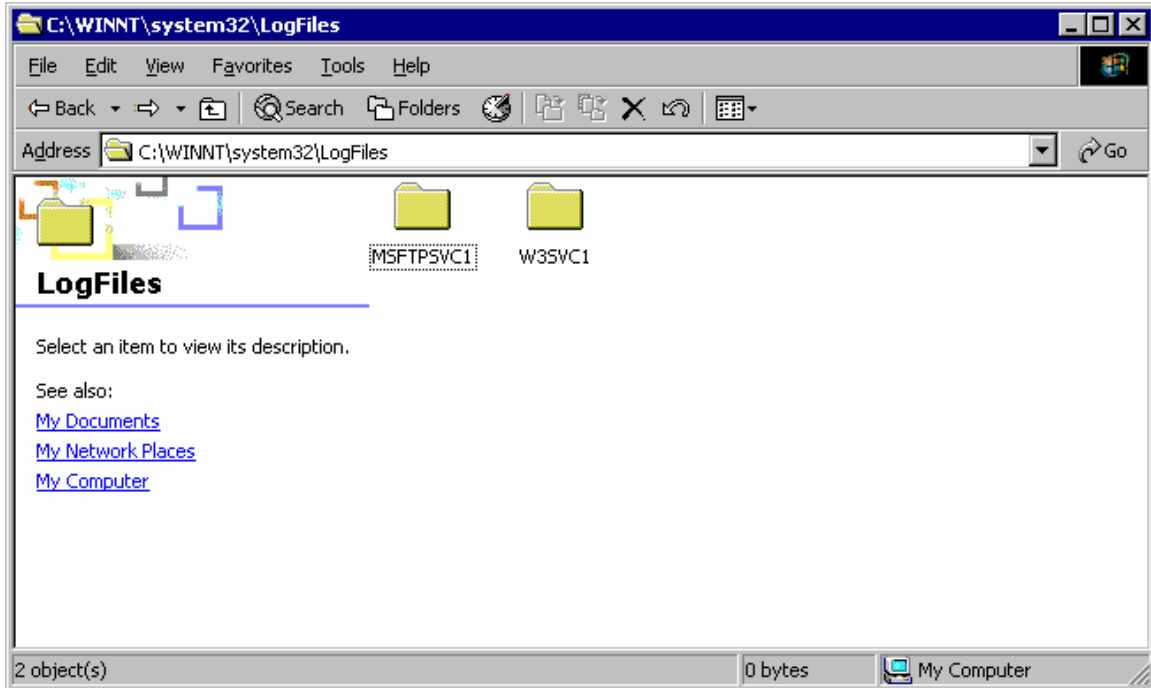 C:\WINNT\system32\LogFiles
File Edit View Favorites Tools Help
Back Search Folders
Address C:\WINNT\system32\LogFiles Go
MSFTPSVC1 W3SVC1
LogFiles
Select an item to view its description.
See also:
My Documents
My Network Places
My Computer
2 object(s) 0 bytes My Computer